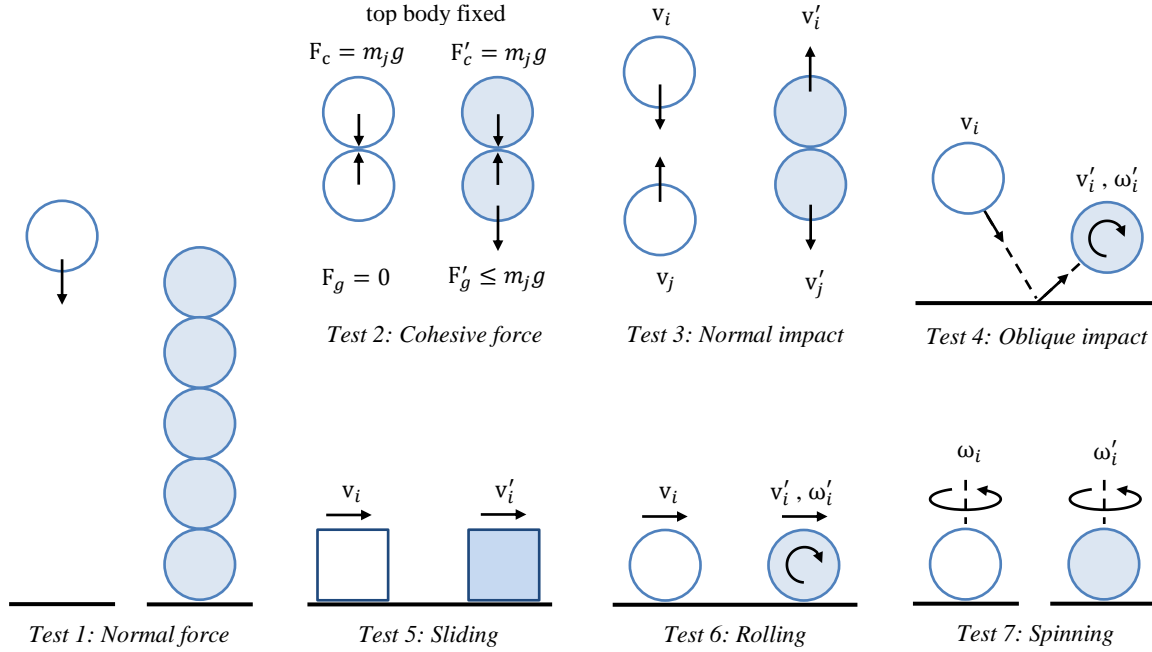 top body fixed
F_c = m_j g
F'_c = m_j g
F_g = 0
F'_g ≤ m_j g
Test 2: Cohesive force
v_i
v'_i
v_j
v'_j
Test 3: Normal impact
v_i
v'_i , ω'_i
Test 4: Oblique impact
Test 1: Normal force
v_i
v'_i
Test 5: Sliding
v_i
v'_i , ω'_i
Test 6: Rolling
ω_i
ω'_i
Test 7: Spinning